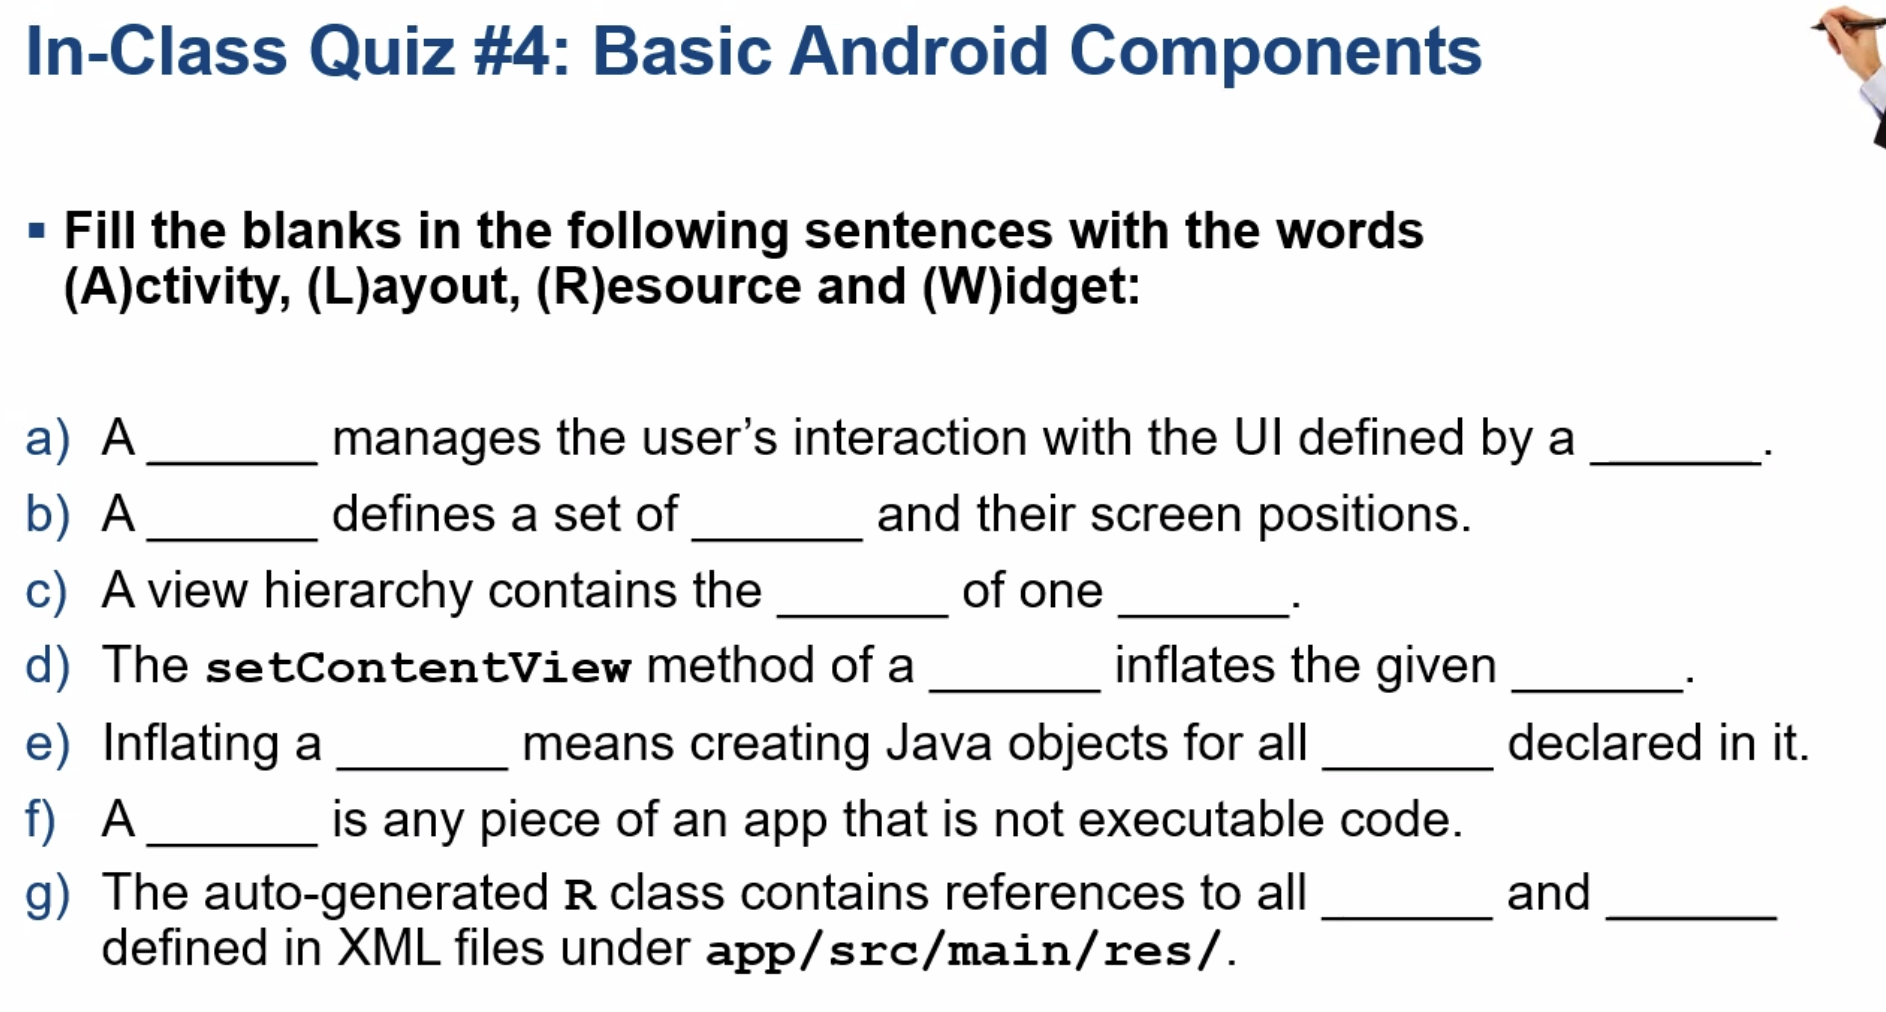 In-Class Quiz #4: Basic Android Components
▪ Fill the blanks in the following sentences with the words
(A)ctivity, (L)ayout, (R)esource and (W)idget:
a) A ______ manages the user’s interaction with the UI defined by a ______.
b) A ______ defines a set of ______ and their screen positions.
c) A view hierarchy contains the ______ of one ______.
d) The setContentView method of a ______ inflates the given ______.
e) Inflating a ______ means creating Java objects for all ______ declared in it.
f) A ______ is any piece of an app that is not executable code.
g) The auto-generated R class contains references to all ______ and ______
defined in XML files under app/src/main/res/.